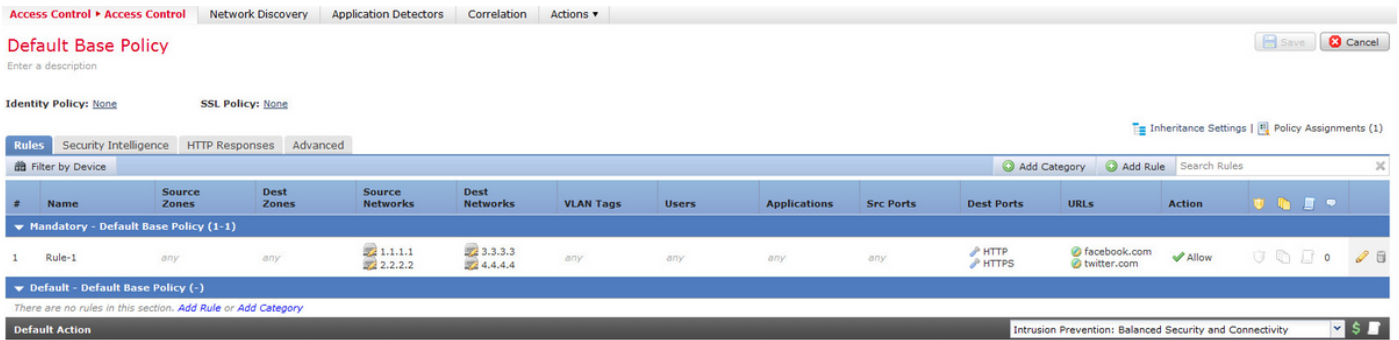 Access Control ▸ Access Control Network Discovery Application Detectors Correlation Actions ▾
Default Base Policy
Save Cancel
Enter a description
Identity Policy: None SSL Policy: None
Inheritance Settings | Policy Assignments (1)
Rules Security Intelligence HTTP Responses Advanced
Filter by Device Add Category Add Rule Search Rules
# Name Source Zones Dest Zones Source Networks Dest Networks VLAN Tags Users Applications Src Ports Dest Ports URLs Action
Mandatory - Default Base Policy (1-1)
1 Rule-1 any any 1.1.1.1 3.3.3.3 any any any any HTTP facebook.com Allow 0
2.2.2.2 4.4.4.4 HTTPS twitter.com
Default - Default Base Policy (-)
There are no rules in this section. Add Rule or Add Category
Default Action Intrusion Prevention: Balanced Security and Connectivity $